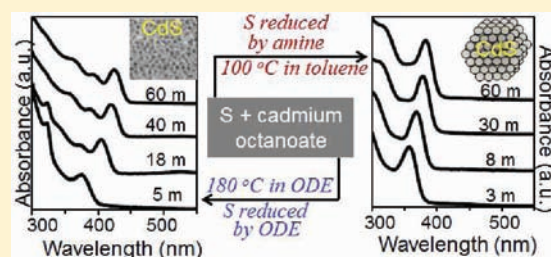 Absorbance (a.u.)
CdS
60 m
40 m
18 m
5 m
300 400 500
Wavelength (nm)
S reduced
by amine
100 °C in toluene
S + cadmium
octanoate
180 °C in ODE
S reduced
by ODE
CdS
60 m
30 m
8 m
3 m
300 400 500
Wavelength (nm)
Absorbance (a.u.)